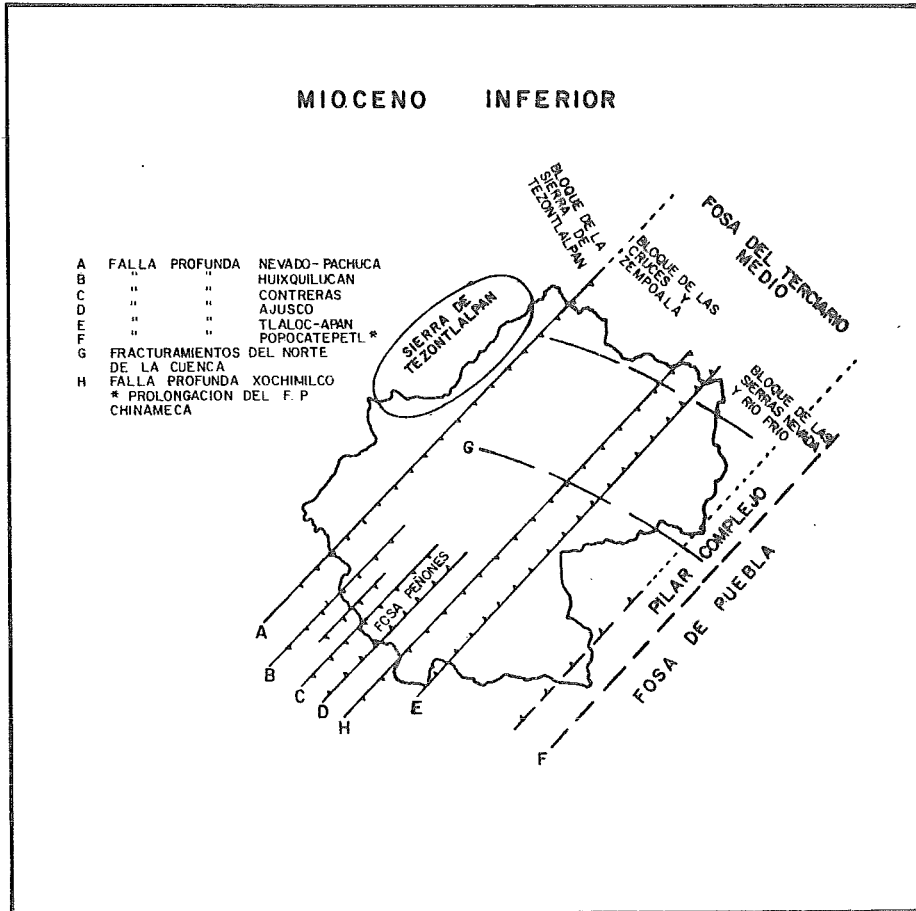 MIOCENO INFERIOR
A FALLA PROFUNDA NEVADO-PACHUCA
B " " HUIXQUILUCAN
C " " CONTRERAS
D " " AJUSCO
E " " TLALOC-APAN
F " " POPOCATEPETL *
G FRACTURAMIENTOS DEL NORTE
DE LA CUENCA
H FALLA PROFUNDA XOCHIMILCO
* PROLONGACION DEL F. P
CHINAMECA
BLOQUE DE LA
SIERRA DE
TEZONTLALPAN
BLOQUE DE LAS
CRUCES Y
ZEMPOALA
FOSA DEL TERCIARIO
MEDIO
SIERRA DE
TEZONTLALPAN
BLOQUE DE LAS
SIERRAS NEVADA
Y RIO FRIO
G
FOSA PEÑONES
PILAR COMPLEJO
FOSA DE PUEBLA
A
B
C
D
H
E
F